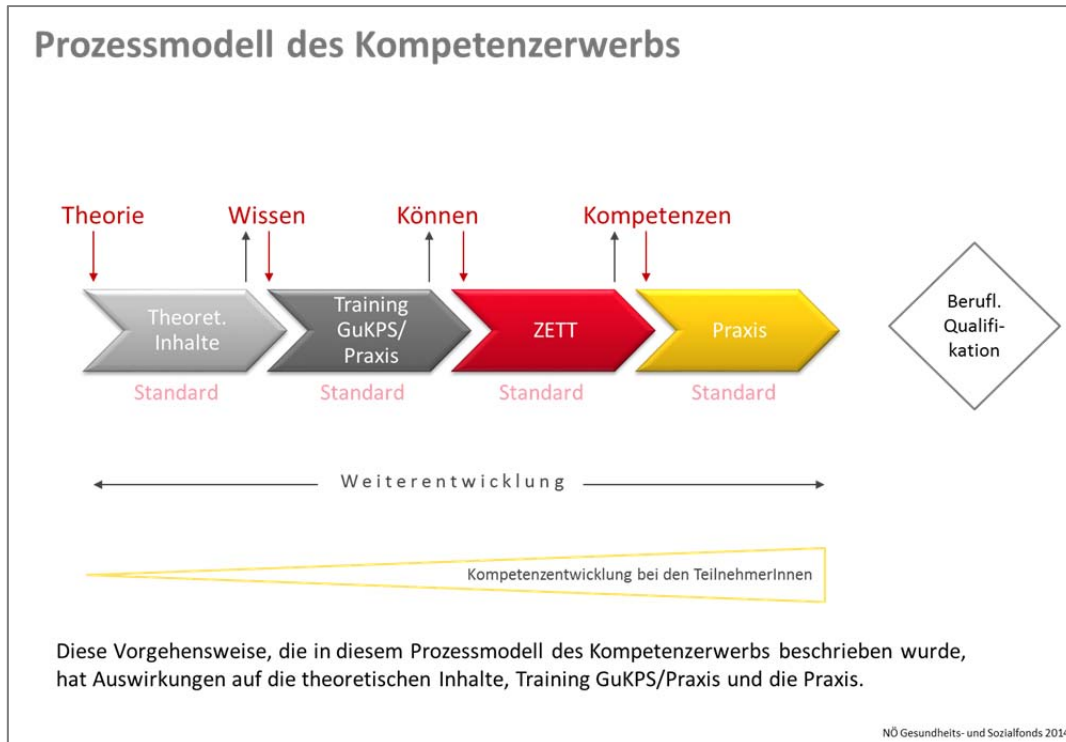 Prozessmodell des Kompetenzerwerbs
Theorie Wissen Können Kompetenzen
Theoret.
Inhalte
Training
GuKPS/
Praxis
ZETT
Praxis
Berufl.
Qualifi-
kation
Standard Standard Standard Standard
Weiterentwicklung
Kompetenzentwicklung bei den TeilnehmerInnen
Diese Vorgehensweise, die in diesem Prozessmodell des Kompetenzerwerbs beschrieben wurde,
hat Auswirkungen auf die theoretischen Inhalte, Training GuKPS/Praxis und die Praxis.
NÖ Gesundheits- und Sozialfonds 2014